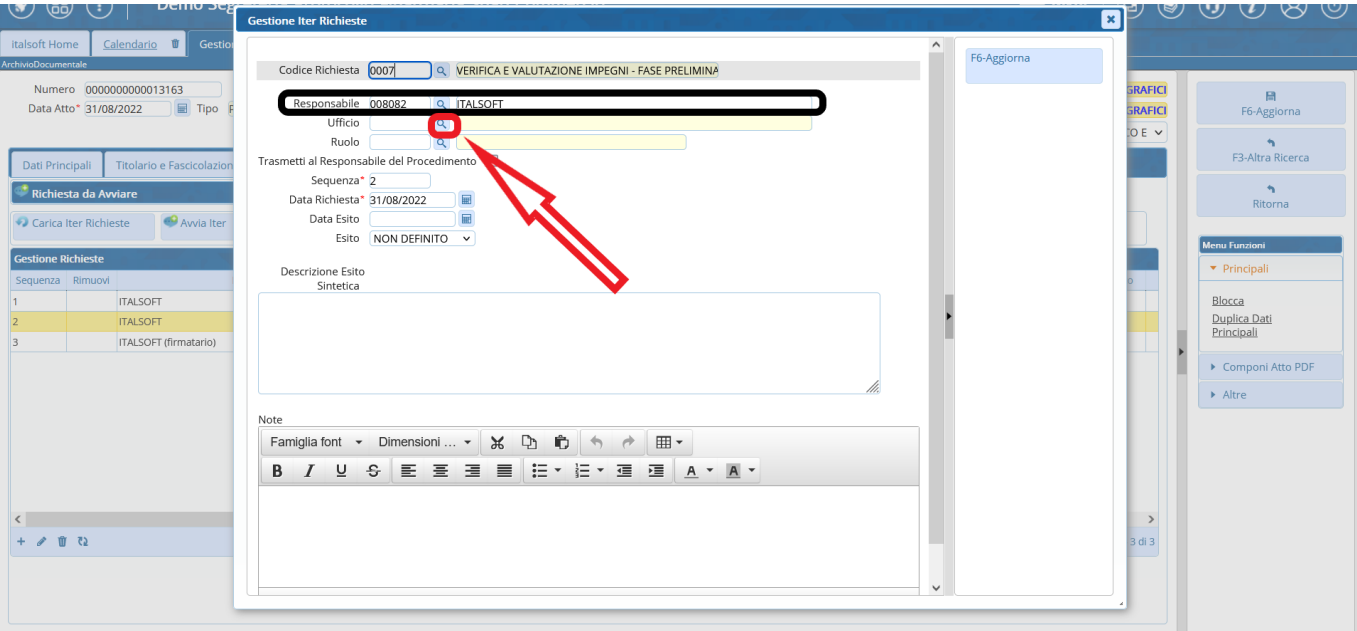 Gestione Iter Richieste
italsoft Home
Calendario
ArchivioDocumentale
Numero 0000000000013163
Data Atto* 31/08/2022 Tipo
Dati Principali
Titolario e Fascicolazion
Richiesta da Avviare
Carica Iter Richieste
Avvia Iter
Gestione Richieste
Sequenza Rimuovi
1 ITALSOFT
2 ITALSOFT
3 ITALSOFT (firmatario)
Codice Richiesta 0007 VERIFICA E VALUTAZIONE IMPEGNI - FASE PRELIMINA
Responsabile 008082 ITALSOFT
Ufficio
Ruolo
Trasmetti al Responsabile del Procedimento
Sequenza* 2
Data Richiesta* 31/08/2022
Data Esito
Esito NON DEFINITO
Descrizione Esito
Sintetica
Note
Famiglia font Dimensioni ...
B I U S A A
F6-Aggiorna
GRAFICI
GRAFICI
O E
3 di 3
F6-Aggiorna
F3-Altra Ricerca
Ritorna
Menu Funzioni
Principali
Blocca
Duplica Dati
Principali
Componi Atto PDF
Altre